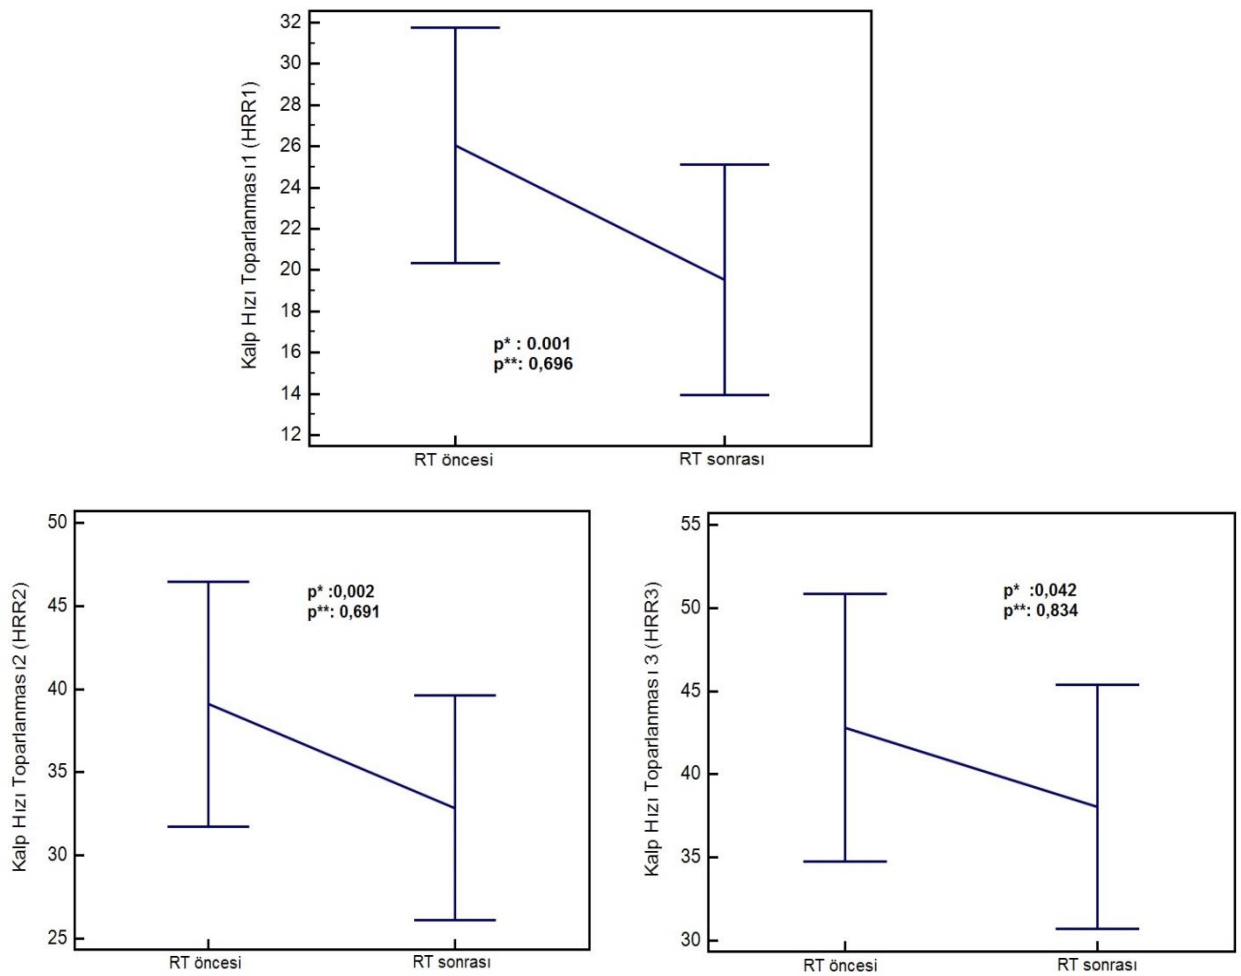 Kalp Hızı Toparlanması1 (HRR1)
32
30
28
26
24
22
20
18
16
14
12
p* : 0.001
p**: 0,696
RT öncesi
RT sonrası
Kalp Hızı Toparlanması2 (HRR2)
50
45
40
35
30
25
p* :0,002
p**: 0,691
RT öncesi
RT sonrası
Kalp Hızı Toparlanması 3 (HRR3)
55
50
45
40
35
30
p* :0,042
p**: 0,834
RT öncesi
RT sonrası